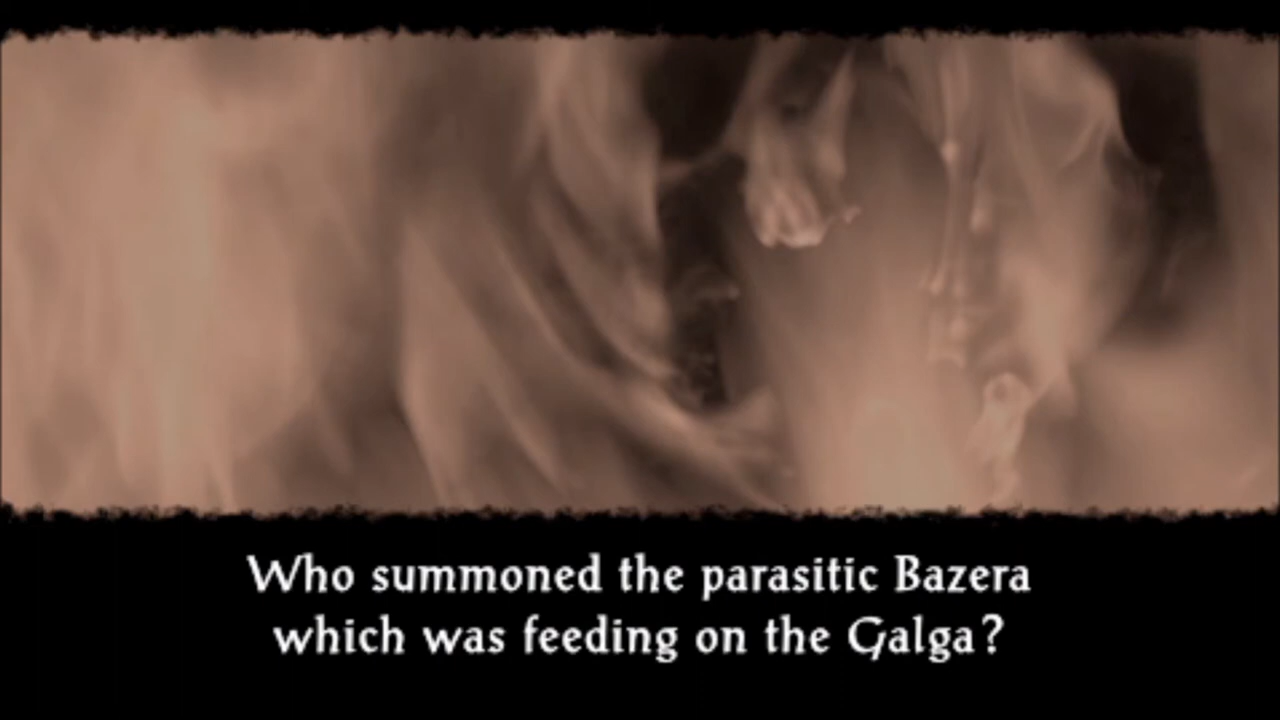 Who summoned the parasitic Bazera
which was feeding on the Galga?